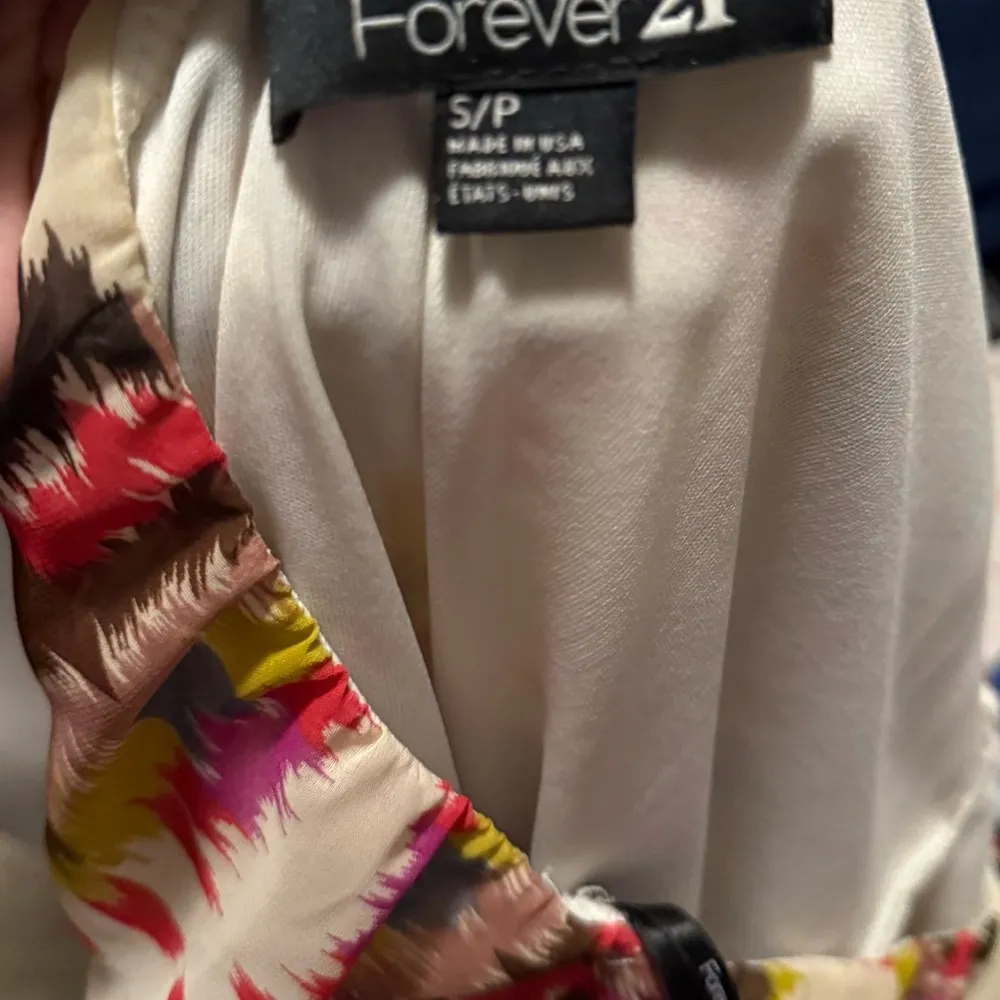 Forever 21
S/P
MADE IN USA
FABRIQUÉ AUX
ÉTATS-UNIS